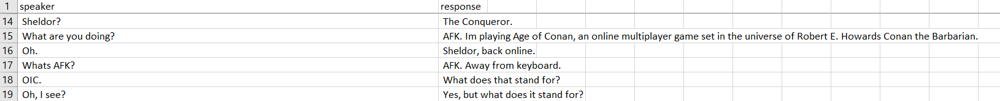 1 speaker response
14 Sheldor? The Conqueror.
15 What are you doing? AFK. Im playing Age of Conan, an online multiplayer game set in the universe of Robert E. Howards Conan the Barbarian.
16 Oh. Sheldor, back online.
17 Whats AFK? AFK. Away from keyboard.
18 OIC. What does that stand for?
19 Oh, I see? Yes, but what does it stand for?